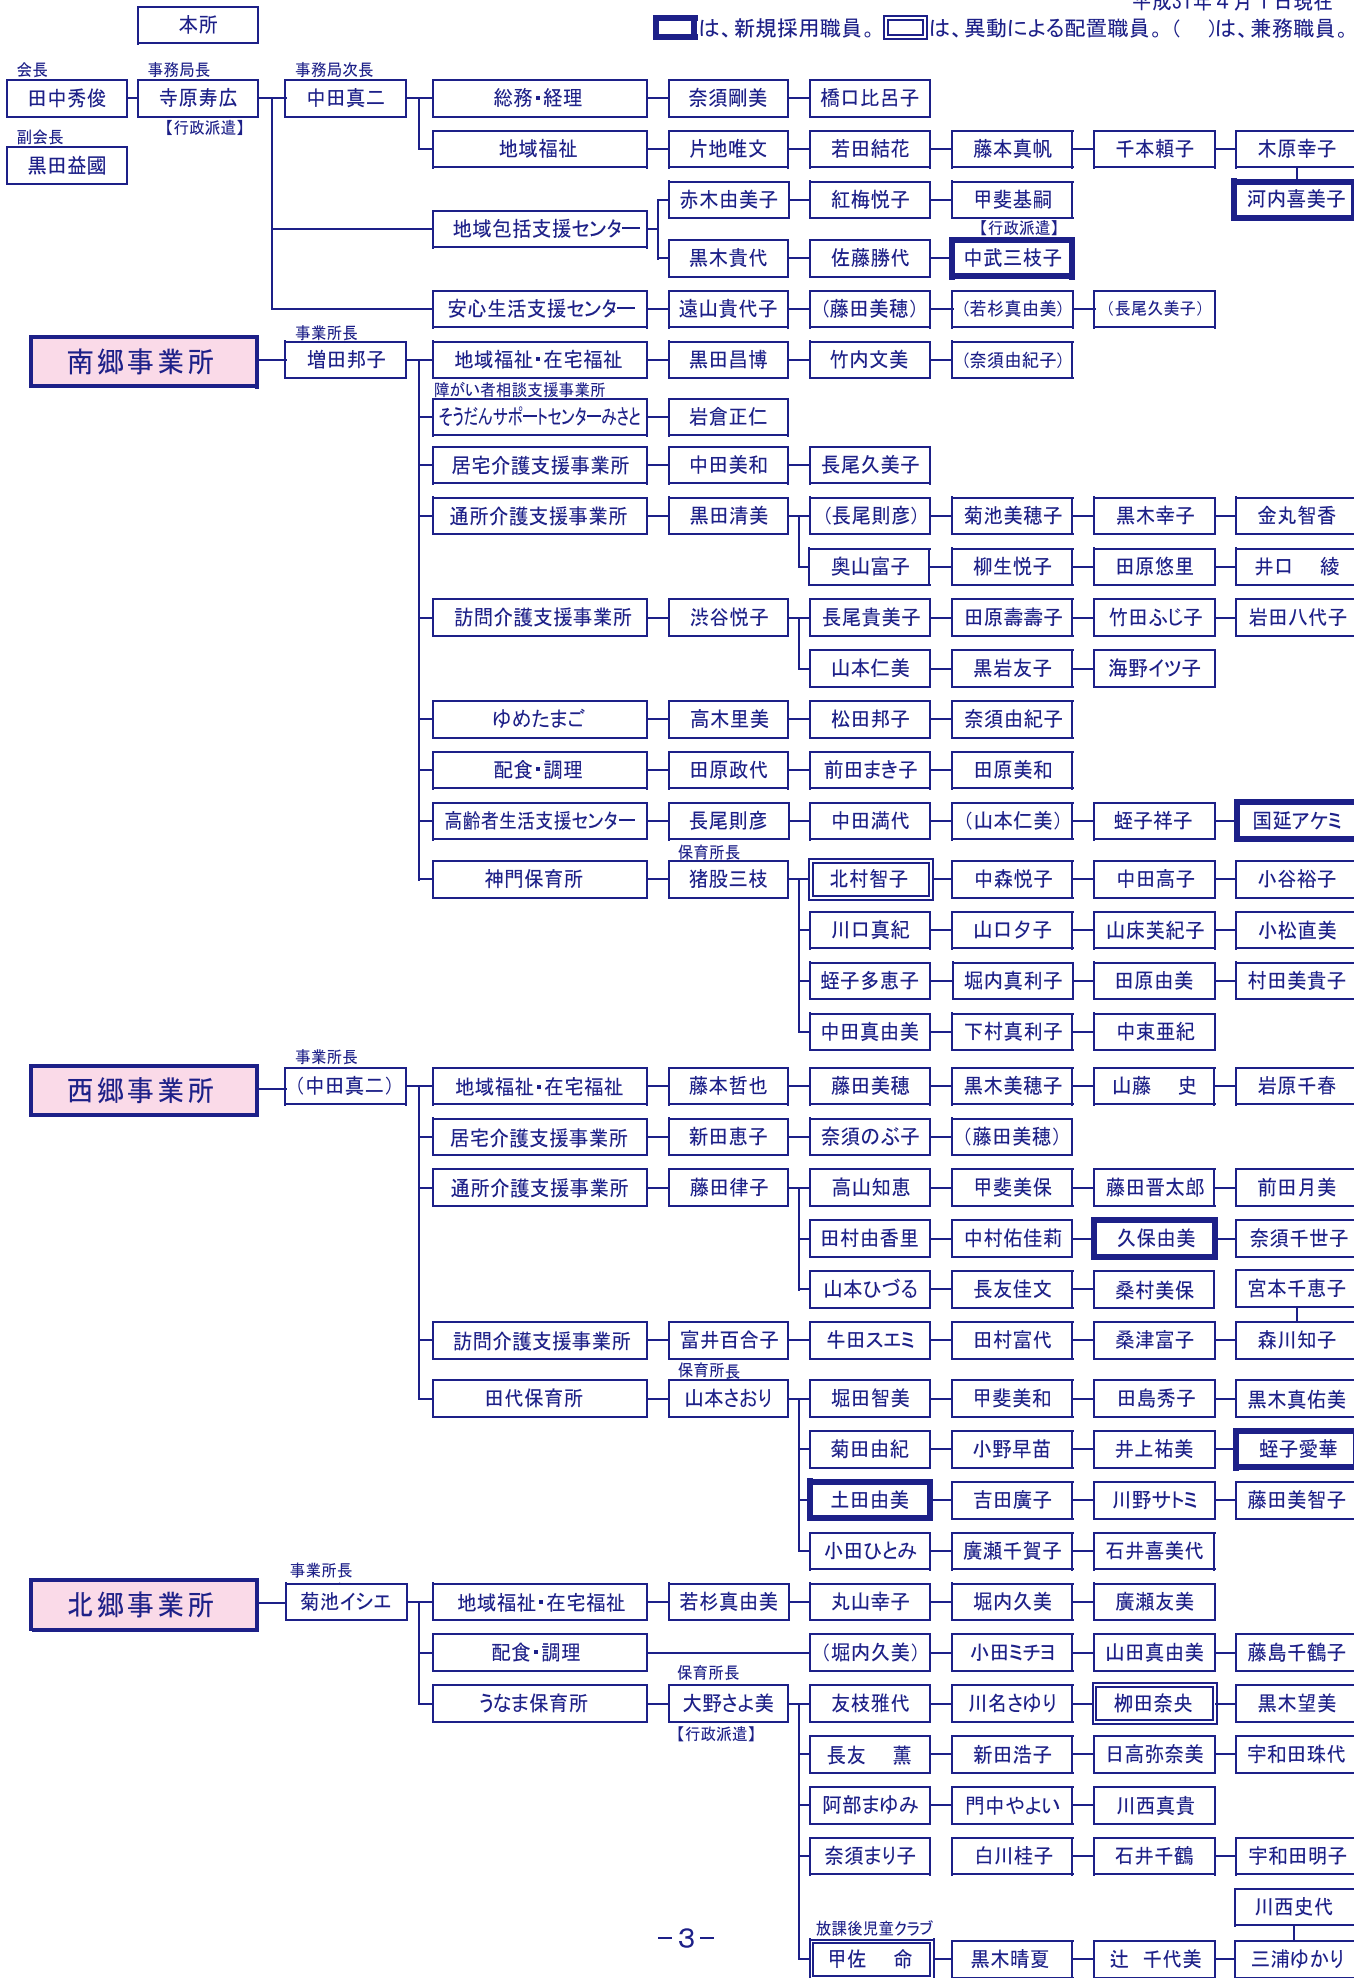 平成31年４月１日現在
本所
は、新規採用職員。 は、異動による配置職員。（　）は、兼務職員。
会長 事務局長 事務局次長
田中秀俊 寺原寿広 中田真二 総務・経理 奈須剛美 橋口比呂子
【行政派遣】
副会長
黒田益國
地域福祉 片地唯文 若田結花 藤本真帆 千本頼子 木原幸子
河内喜美子
地域包括支援センター 赤木由美子 紅梅悦子 甲斐基嗣
【行政派遣】
黒木貴代 佐藤勝代 中武三枝子
安心生活支援センター 遠山貴代子 （藤田美穂） （若杉真由美） （長尾久美子）
事業所長
南郷事業所 増田邦子 地域福祉・在宅福祉 黒田昌博 竹内文美 （奈須由紀子）
障がい者相談支援事業所
そうだんサポートセンターみさと 岩倉正仁
居宅介護支援事業所 中田美和 長尾久美子
通所介護支援事業所 黒田清美 （長尾則彦） 菊池美穂子 黒木幸子 金丸智香
奥山富子 柳生悦子 田原悠里 井口　綾
訪問介護支援事業所 渋谷悦子 長尾貴美子 田原壽壽子 竹田ふじ子 岩田八代子
山本仁美 黒岩友子 海野イツ子
ゆめたまご 高木里美 松田邦子 奈須由紀子
配食・調理 田原政代 前田まき子 田原美和
高齢者生活支援センター 長尾則彦 中田満代 （山本仁美） 蛭子祥子 国延アケミ
保育所長
神門保育所 猪股三枝 北村智子 中森悦子 中田高子 小谷裕子
川口真紀 山口夕子 山床芙紀子 小松直美
蛭子多恵子 堀内真利子 田原由美 村田美貴子
中田真由美 下村真利子 中束亜紀
事業所長
西郷事業所 （中田真二） 地域福祉・在宅福祉 藤本哲也 藤田美穂 黒木美穂子 山藤　史 岩原千春
居宅介護支援事業所 新田恵子 奈須のぶ子 （藤田美穂）
通所介護支援事業所 藤田律子 高山知恵 甲斐美保 藤田晋太郎 前田月美
田村由香里 中村佑佳莉 久保由美 奈須千世子
山本ひづる 長友佳文 桑村美保 宮本千恵子
訪問介護支援事業所 富井百合子 牛田スエミ 田村富代 桑津富子 森川知子
保育所長
田代保育所 山本さおり 堀田智美 甲斐美和 田島秀子 黒木真佑美
菊田由紀 小野早苗 井上祐美 蛭子愛華
土田由美 吉田廣子 川野サトミ 藤田美智子
小田ひとみ 廣瀬千賀子 石井喜美代
事業所長
北郷事業所 菊池イシエ 地域福祉・在宅福祉 若杉真由美 丸山幸子 堀内久美 廣瀬友美
配食・調理 （堀内久美） 小田ミチヨ 山田真由美 藤島千鶴子
保育所長
うなま保育所 大野さよ美 友枝雅代 川名さゆり 栁田奈央 黒木望美
【行政派遣】
長友　薫 新田浩子 日高弥奈美 宇和田珠代
阿部まゆみ 門中やよい 川西真貴
奈須まり子 白川桂子 石井千鶴 宇和田明子
川西史代
放課後児童クラブ
甲佐　命 黒木晴夏 辻　千代美 三浦ゆかり
－３－